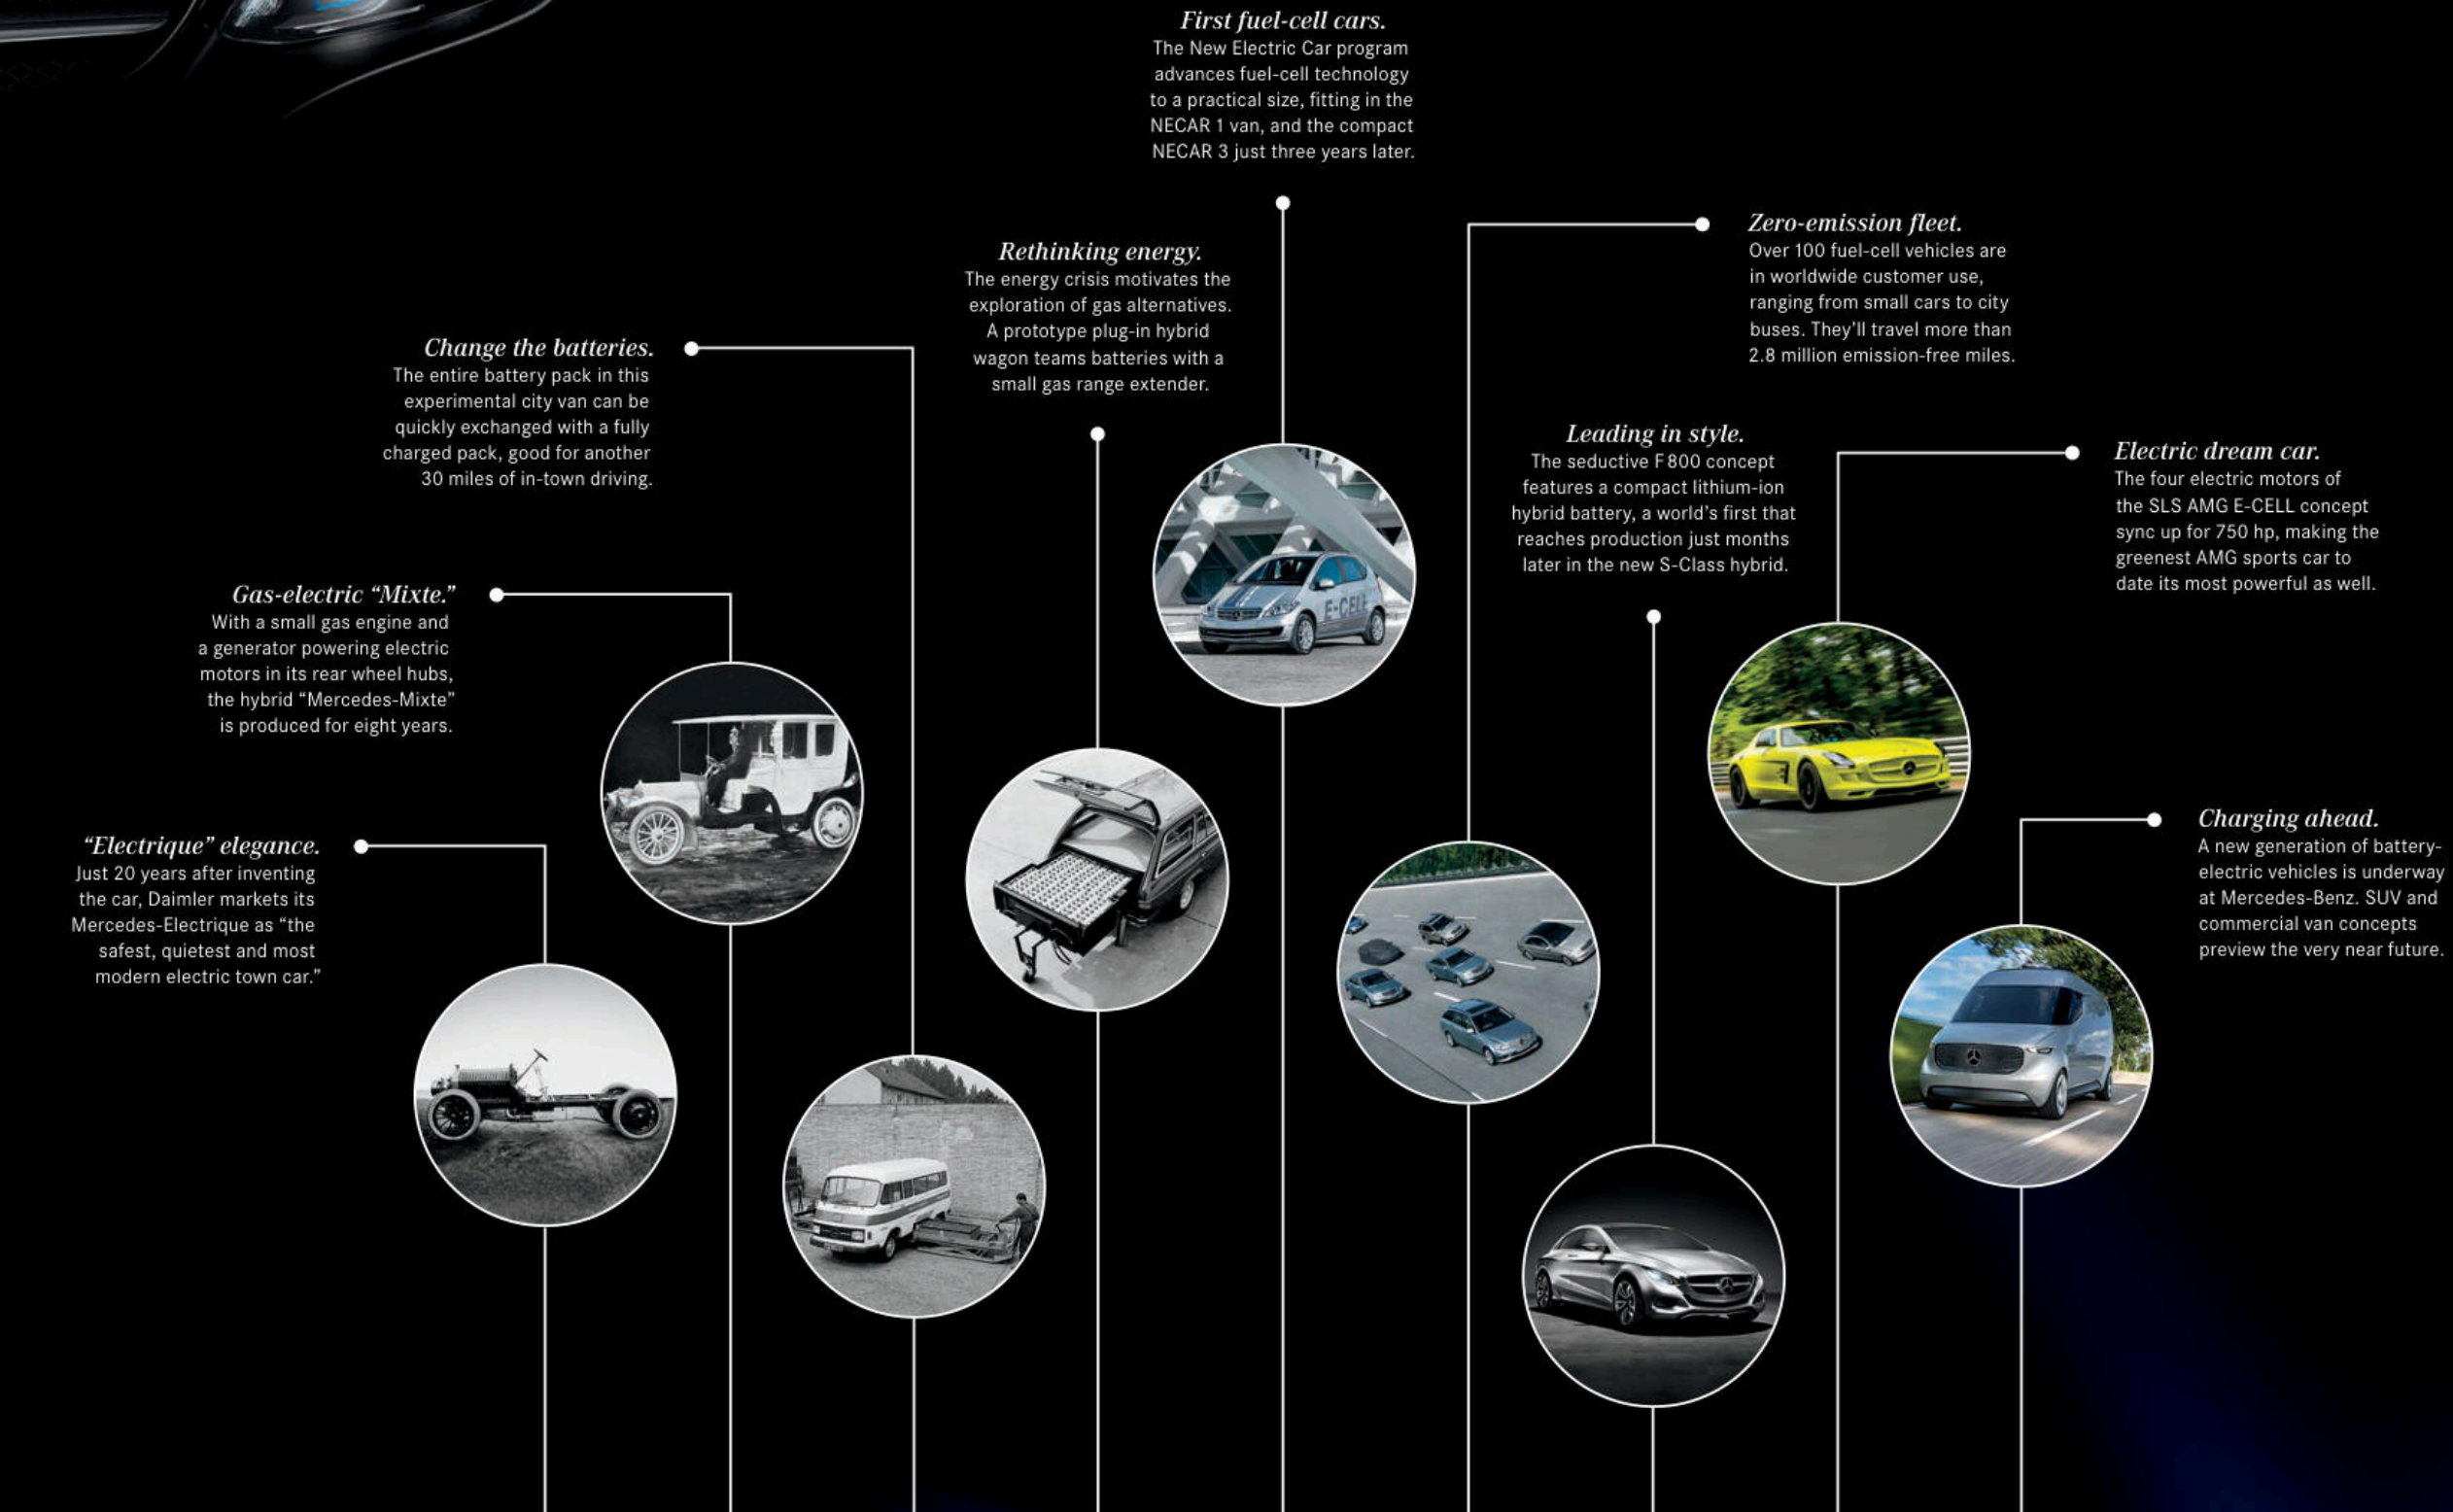 First fuel-cell cars.
The New Electric Car program
advances fuel-cell technology
to a practical size, fitting in the
NECAR 1 van, and the compact
NECAR 3 just three years later.
Zero-emission fleet.
Over 100 fuel-cell vehicles are
in worldwide customer use,
ranging from small cars to city
buses. They'll travel more than
2.8 million emission-free miles.
Rethinking energy.
The energy crisis motivates the
exploration of gas alternatives.
A prototype plug-in hybrid
wagon teams batteries with a
small gas range extender.
Change the batteries.
The entire battery pack in this
experimental city van can be
quickly exchanged with a fully
charged pack, good for another
30 miles of in-town driving.
Leading in style.
The seductive F 800 concept
features a compact lithium-ion
hybrid battery, a world's first that
reaches production just months
later in the new S-Class hybrid.
Electric dream car.
The four electric motors of
the SLS AMG E-CELL concept
sync up for 750 hp, making the
greenest AMG sports car to
date its most powerful as well.
Gas-electric “Mixte.”
With a small gas engine and
a generator powering electric
motors in its rear wheel hubs,
the hybrid “Mercedes-Mixte”
is produced for eight years.
E-CELL
“Electrique” elegance.
Just 20 years after inventing
the car, Daimler markets its
Mercedes-Electrique as “the
safest, quietest and most
modern electric town car.”
Charging ahead.
A new generation of battery-
electric vehicles is underway
at Mercedes-Benz. SUV and
commercial van concepts
preview the very near future.